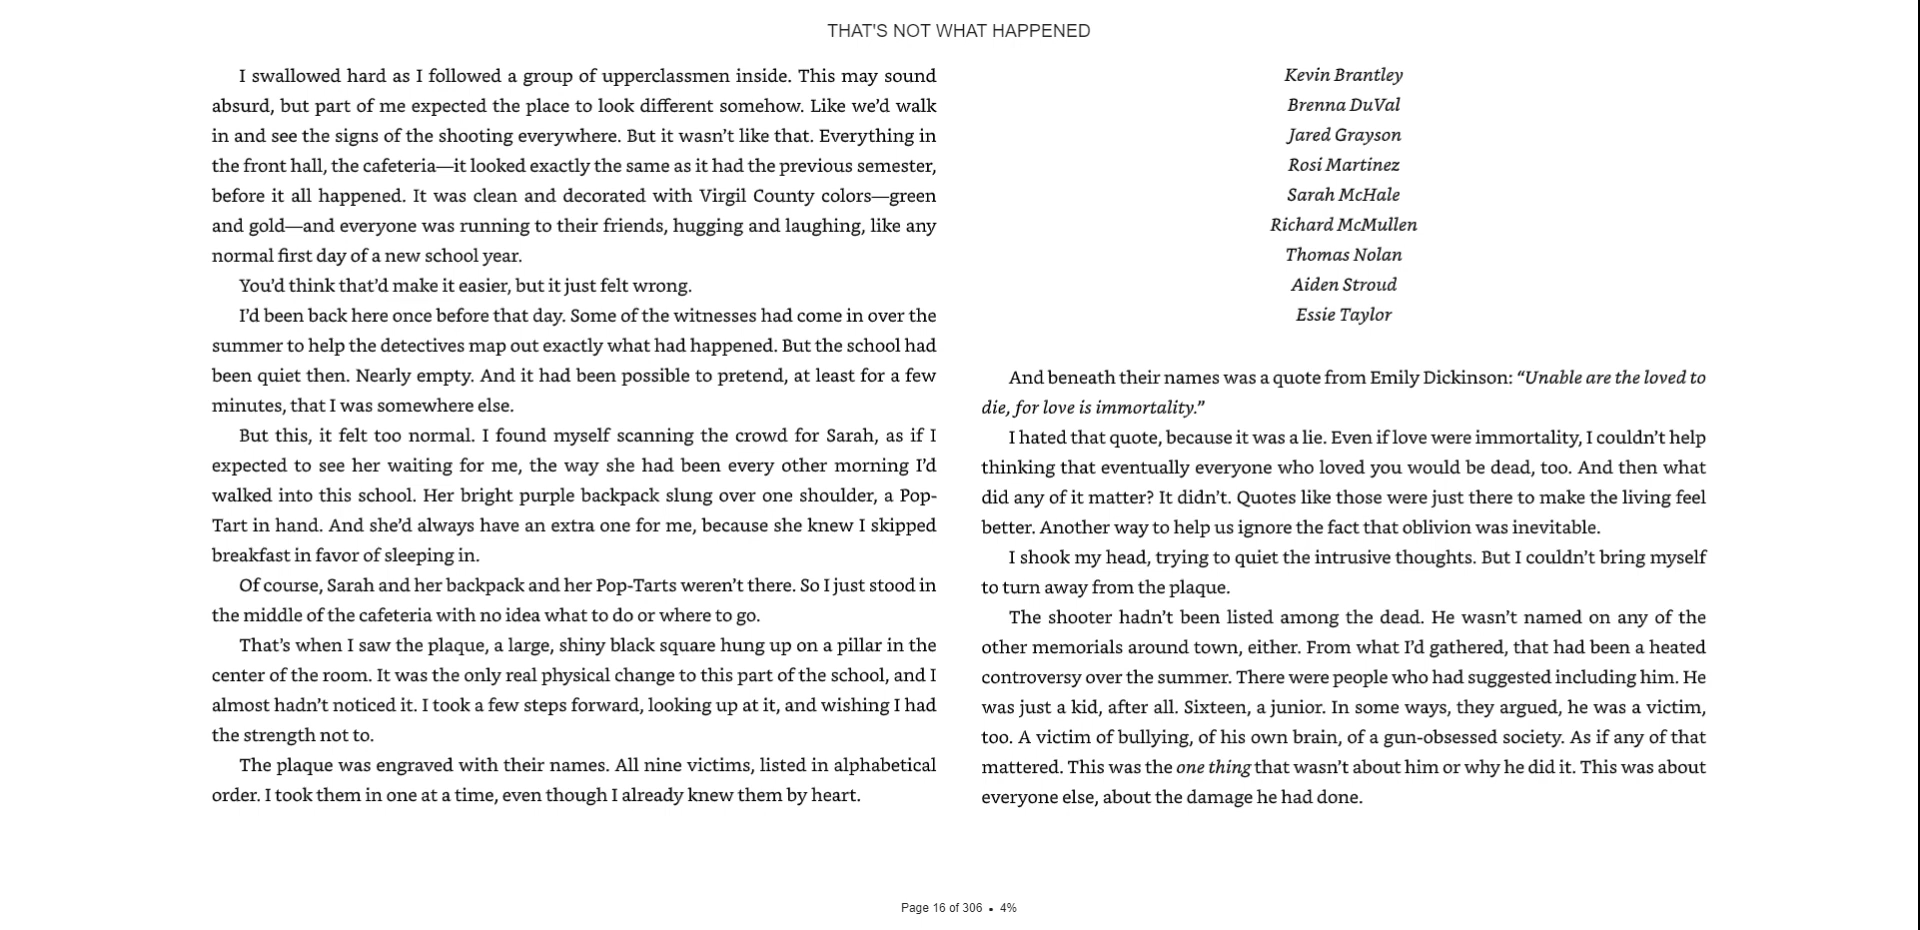 THAT'S NOT WHAT HAPPENED
I swallowed hard as I followed a group of upperclassmen inside. This may sound
absurd, but part of me expected the place to look different somehow. Like we’d walk
in and see the signs of the shooting everywhere. But it wasn’t like that. Everything in
the front hall, the cafeteria—it looked exactly the same as it had the previous semester,
before it all happened. It was clean and decorated with Virgil County colors—green
and gold—and everyone was running to their friends, hugging and laughing, like any
normal first day of a new school year.
You’d think that’d make it easier, but it just felt wrong.
I’d been back here once before that day. Some of the witnesses had come in over the
summer to help the detectives map out exactly what had happened. But the school had
been quiet then. Nearly empty. And it had been possible to pretend, at least for a few
minutes, that I was somewhere else.
But this, it felt too normal. I found myself scanning the crowd for Sarah, as if I
expected to see her waiting for me, the way she had been every other morning I’d
walked into this school. Her bright purple backpack slung over one shoulder, a Pop-
Tart in hand. And she’d always have an extra one for me, because she knew I skipped
breakfast in favor of sleeping in.
Of course, Sarah and her backpack and her Pop-Tarts weren’t there. So I just stood in
the middle of the cafeteria with no idea what to do or where to go.
That’s when I saw the plaque, a large, shiny black square hung up on a pillar in the
center of the room. It was the only real physical change to this part of the school, and I
almost hadn’t noticed it. I took a few steps forward, looking up at it, and wishing I had
the strength not to.
The plaque was engraved with their names. All nine victims, listed in alphabetical
order. I took them in one at a time, even though I already knew them by heart.
Kevin Brantley
Brenna DuVal
Jared Grayson
Rosi Martinez
Sarah McHale
Richard McMullen
Thomas Nolan
Aiden Stroud
Essie Taylor
And beneath their names was a quote from Emily Dickinson: “Unable are the loved to
die, for love is immortality.”
I hated that quote, because it was a lie. Even if love were immortality, I couldn’t help
thinking that eventually everyone who loved you would be dead, too. And then what
did any of it matter? It didn’t. Quotes like those were just there to make the living feel
better. Another way to help us ignore the fact that oblivion was inevitable.
I shook my head, trying to quiet the intrusive thoughts. But I couldn’t bring myself
to turn away from the plaque.
The shooter hadn’t been listed among the dead. He wasn’t named on any of the
other memorials around town, either. From what I’d gathered, that had been a heated
controversy over the summer. There were people who had suggested including him. He
was just a kid, after all. Sixteen, a junior. In some ways, they argued, he was a victim,
too. A victim of bullying, of his own brain, of a gun-obsessed society. As if any of that
mattered. This was the one thing that wasn’t about him or why he did it. This was about
everyone else, about the damage he had done.
Page 16 of 306 • 4%